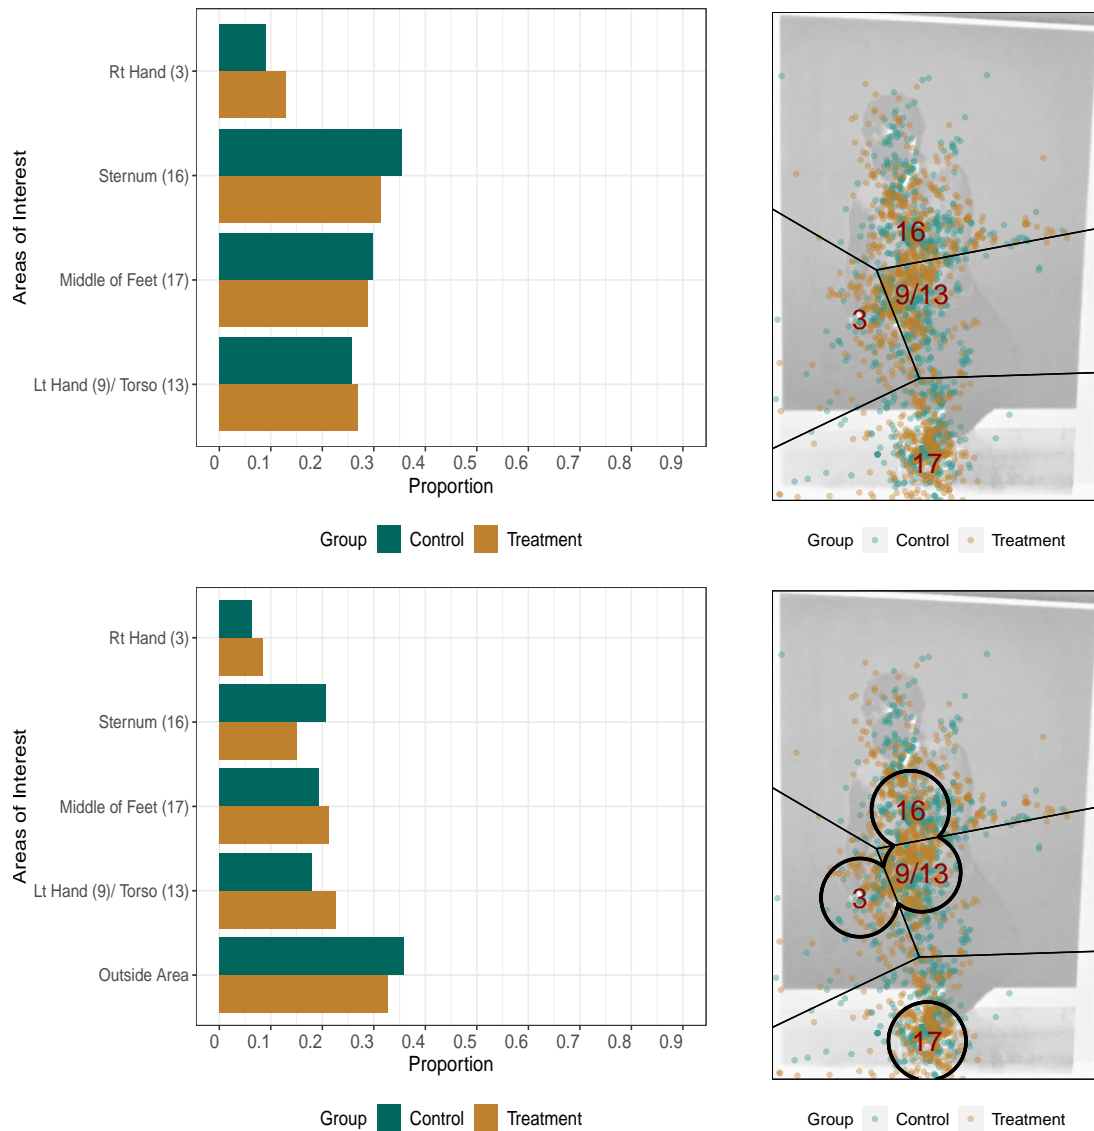 Areas of Interest
Rt Hand (3)
Sternum (16)
Middle of Feet (17)
Lt Hand (9)/ Torso (13)
0 0.1 0.2 0.3 0.4 0.5 0.6 0.7 0.8 0.9
Proportion
Group Control Treatment
16
9/13
3
17
Group Control Treatment
Areas of Interest
Rt Hand (3)
Sternum (16)
Middle of Feet (17)
Lt Hand (9)/ Torso (13)
Outside Area
0 0.1 0.2 0.3 0.4 0.5 0.6 0.7 0.8 0.9
Proportion
Group Control Treatment
16
9/13
3
17
Group Control Treatment